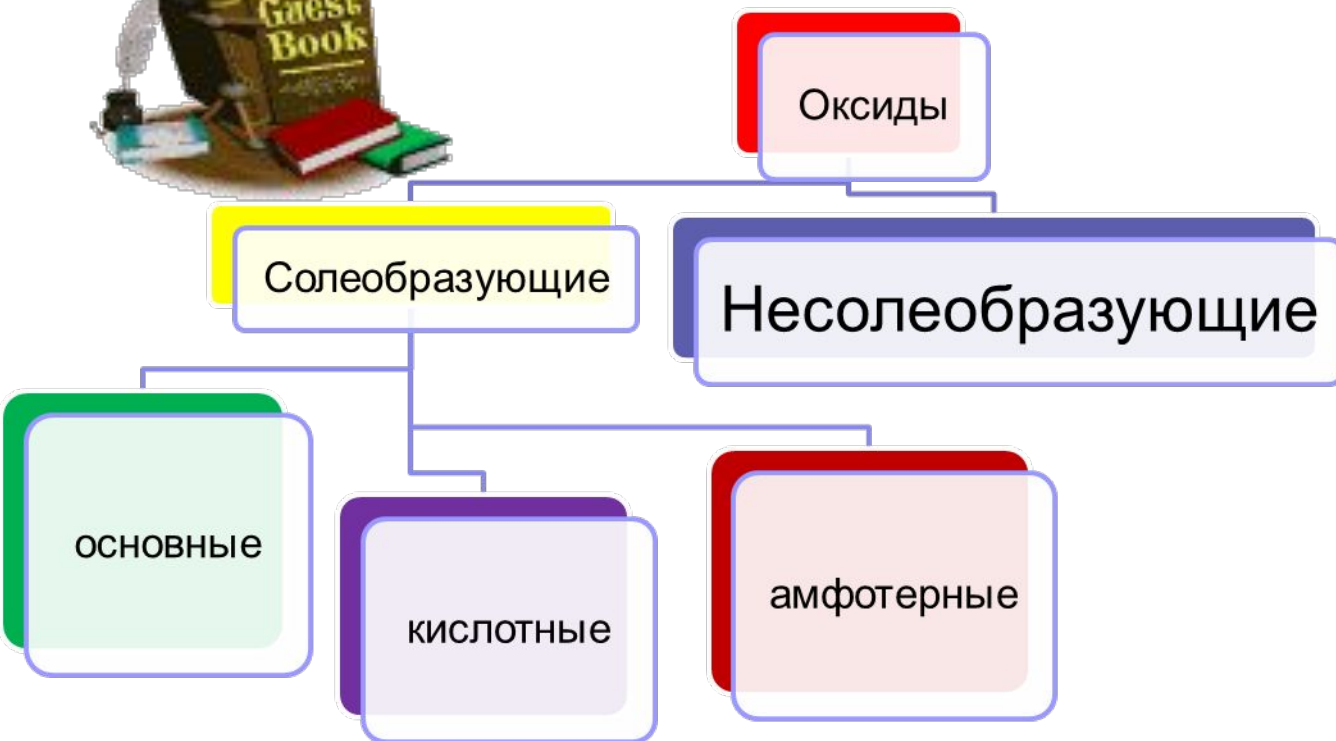 Guest
Book
Оксиды
Солеобразующие
Несолеобразующие
основные
кислотные
амфотерные